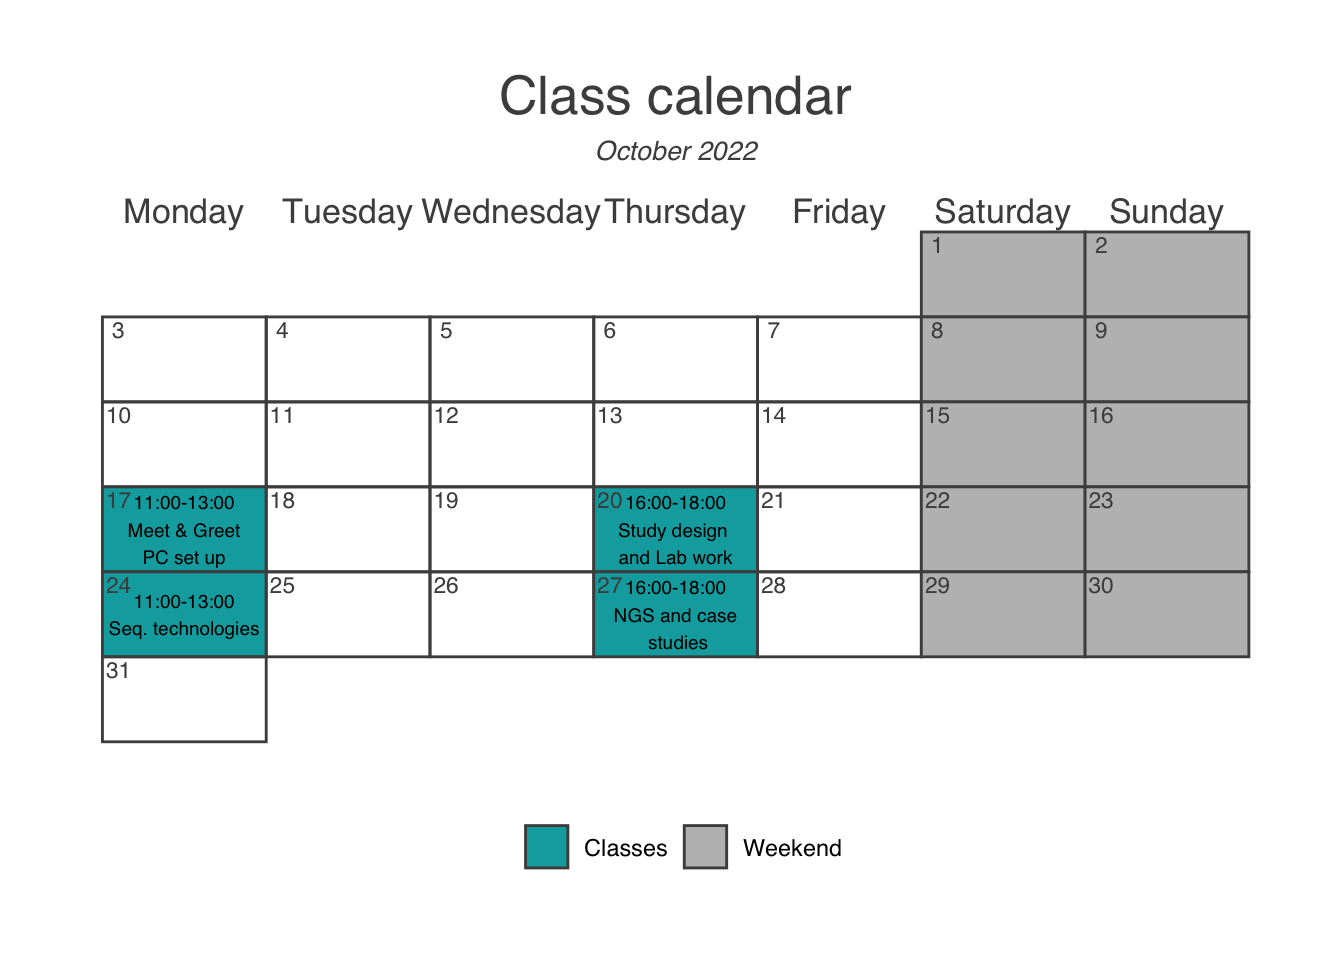 Class calendar
October 2022
Monday Tuesday Wednesday Thursday Friday Saturday Sunday
1 2
3 4 5 6 7 8 9
10 11 12 13 14 15 16
17 11:00-13:00 18 19 20 16:00-18:00 21 22 23
Meet & Greet Study design
PC set up and Lab work
24 25 26 27 16:00-18:00 28 29 30
11:00-13:00 NGS and case
Seq. technologies studies
31
Classes Weekend